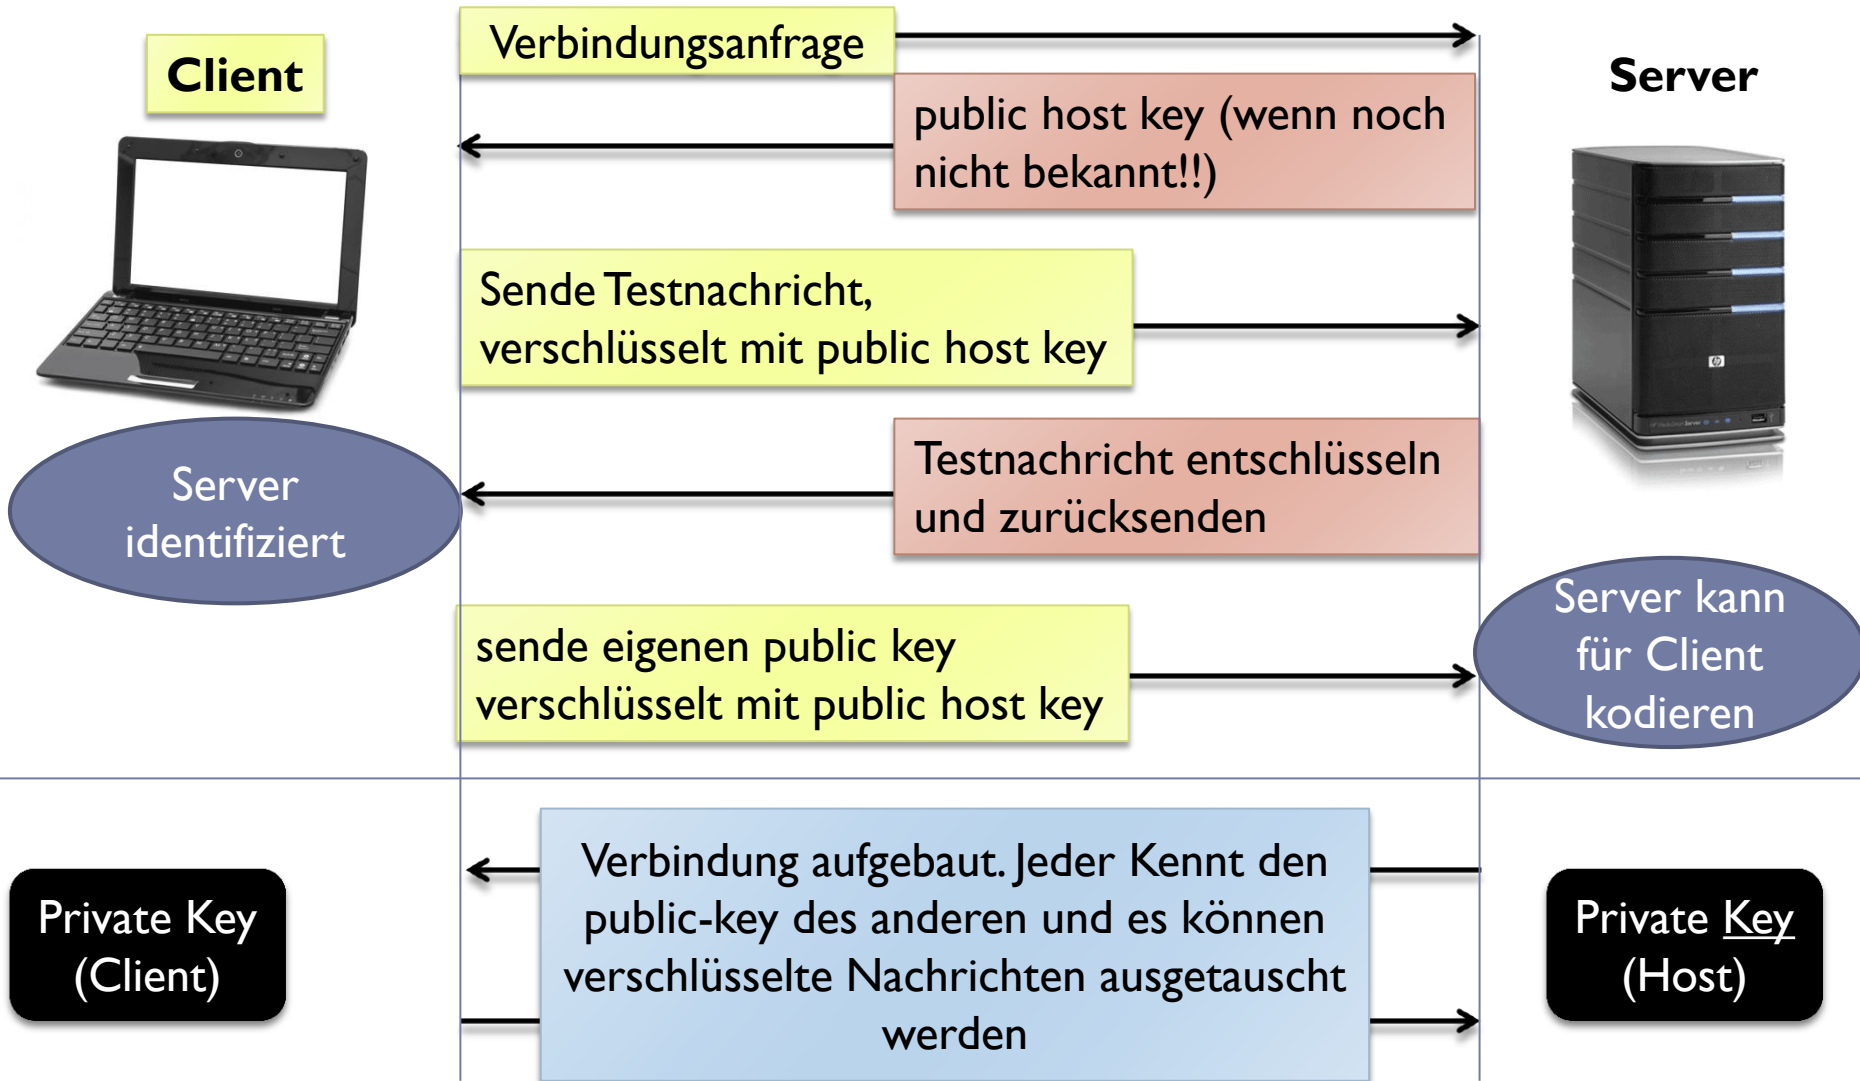 Client
Verbindungsanfrage
Server
public host key (wenn noch
nicht bekannt!!)
Sende Testnachricht,
verschlüsselt mit public host key
Testnachricht entschlüsseln
und zurücksenden
Server
identifiziert
sende eigenen public key
verschlüsselt mit public host key
Server kann
für Client
kodieren
Verbindung aufgebaut. Jeder Kennt den
public-key des anderen und es können
verschlüsselte Nachrichten ausgetauscht
werden
Private Key
(Client)
Private Key
(Host)
hp